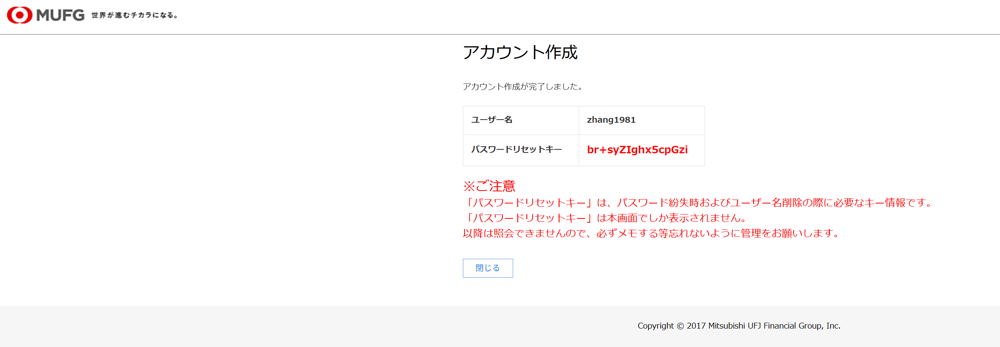 MUFG 世界が進むチカラになる。
アカウント作成
アカウント作成が完了しました。
ユーザー名 zhang1981
パスワードリセットキー br+syZIghx5cpGzi
※ご注意
「パスワードリセットキー」は、パスワード紛失時およびユーザー名削除の際に必要なキー情報です。
「パスワードリセットキー」は本画面でしか表示されません。
以降は照会できませんので、必ずメモする等忘れないように管理をお願いします。
閉じる
Copyright © 2017 Mitsubishi UFJ Financial Group, Inc.